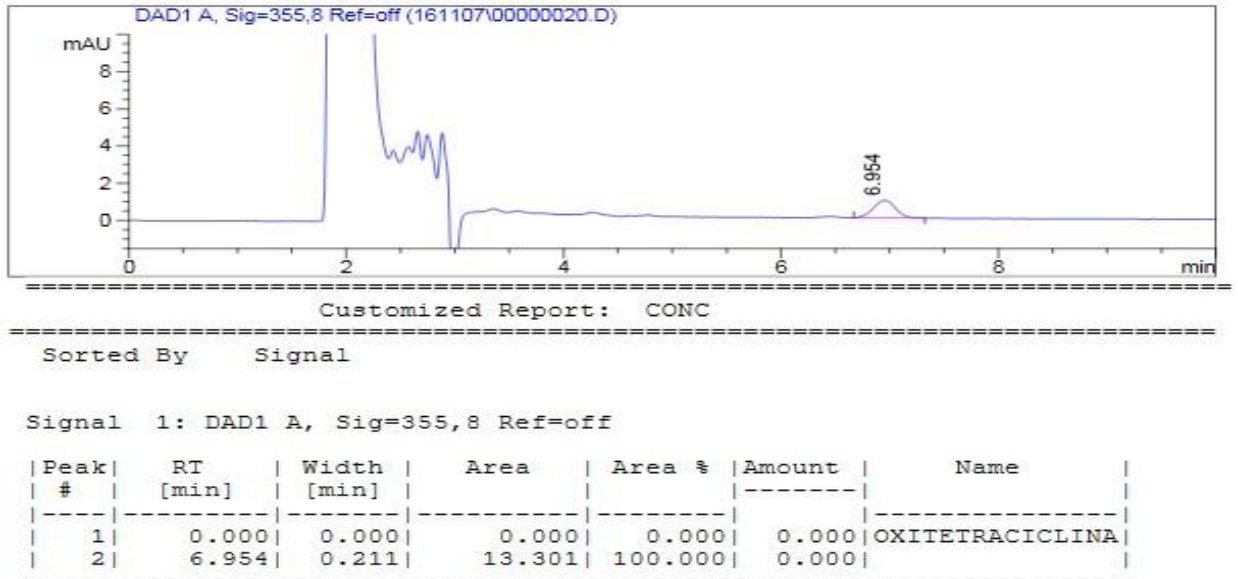 DAD1 A, Sig=355,8 Ref=off (161107\00000020.D)
mAU
8
6
4
2
0
6.954
0 2 4 6 8 min
==========================================================================
Customized Report: CONC
==========================================================================
Sorted By Signal
Signal 1: DAD1 A, Sig=355,8 Ref=off
|Peak| RT | Width | Area | Area % |Amount | Name |
| # | [min] | [min] | | |-------| |
|----|---------|-------|----------|--------| |----------------|
| 1| 0.000| 0.000| 0.000| 0.000| 0.000|OXITETRACICLINA|
| 2| 6.954| 0.211| 13.301| 100.000| 0.000| |